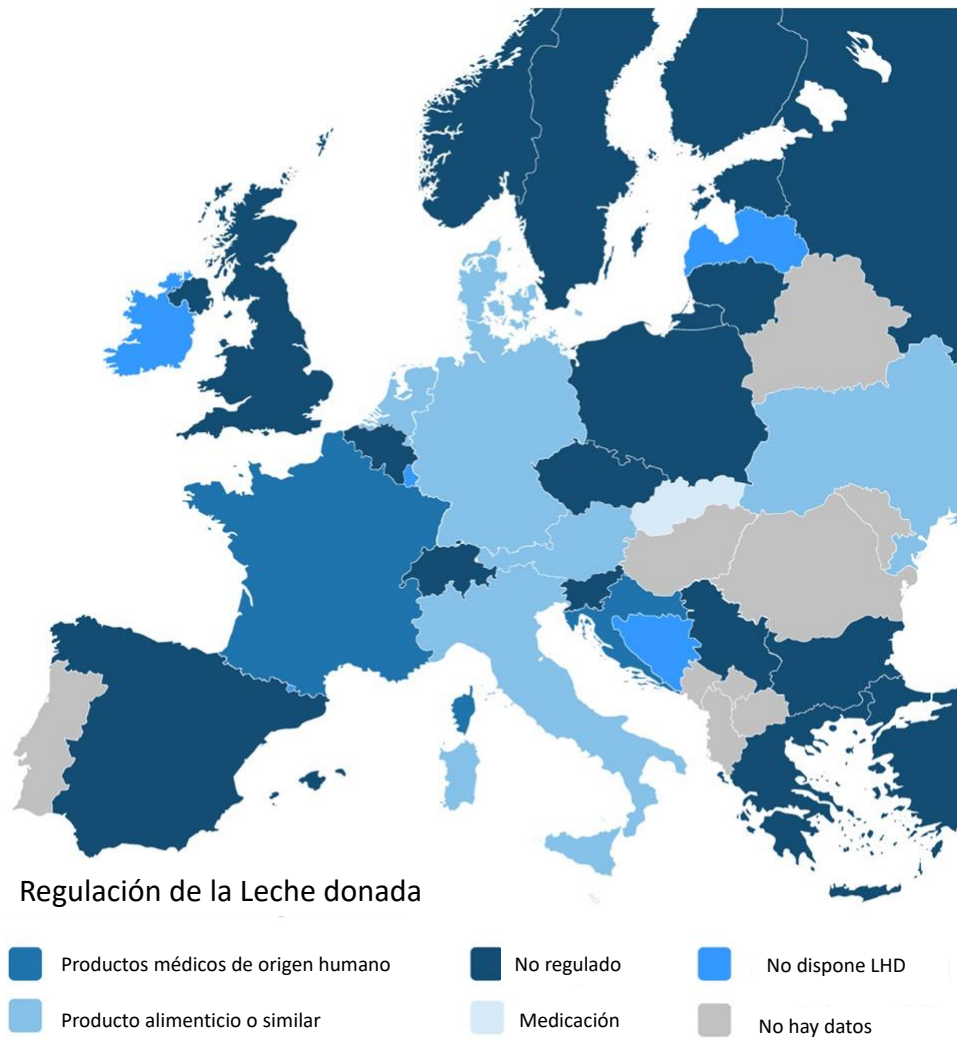 Regulación de la Leche donada
Productos médicos de origen humano
No regulado
No dispone LHD
Producto alimenticio o similar
Medicación
No hay datos